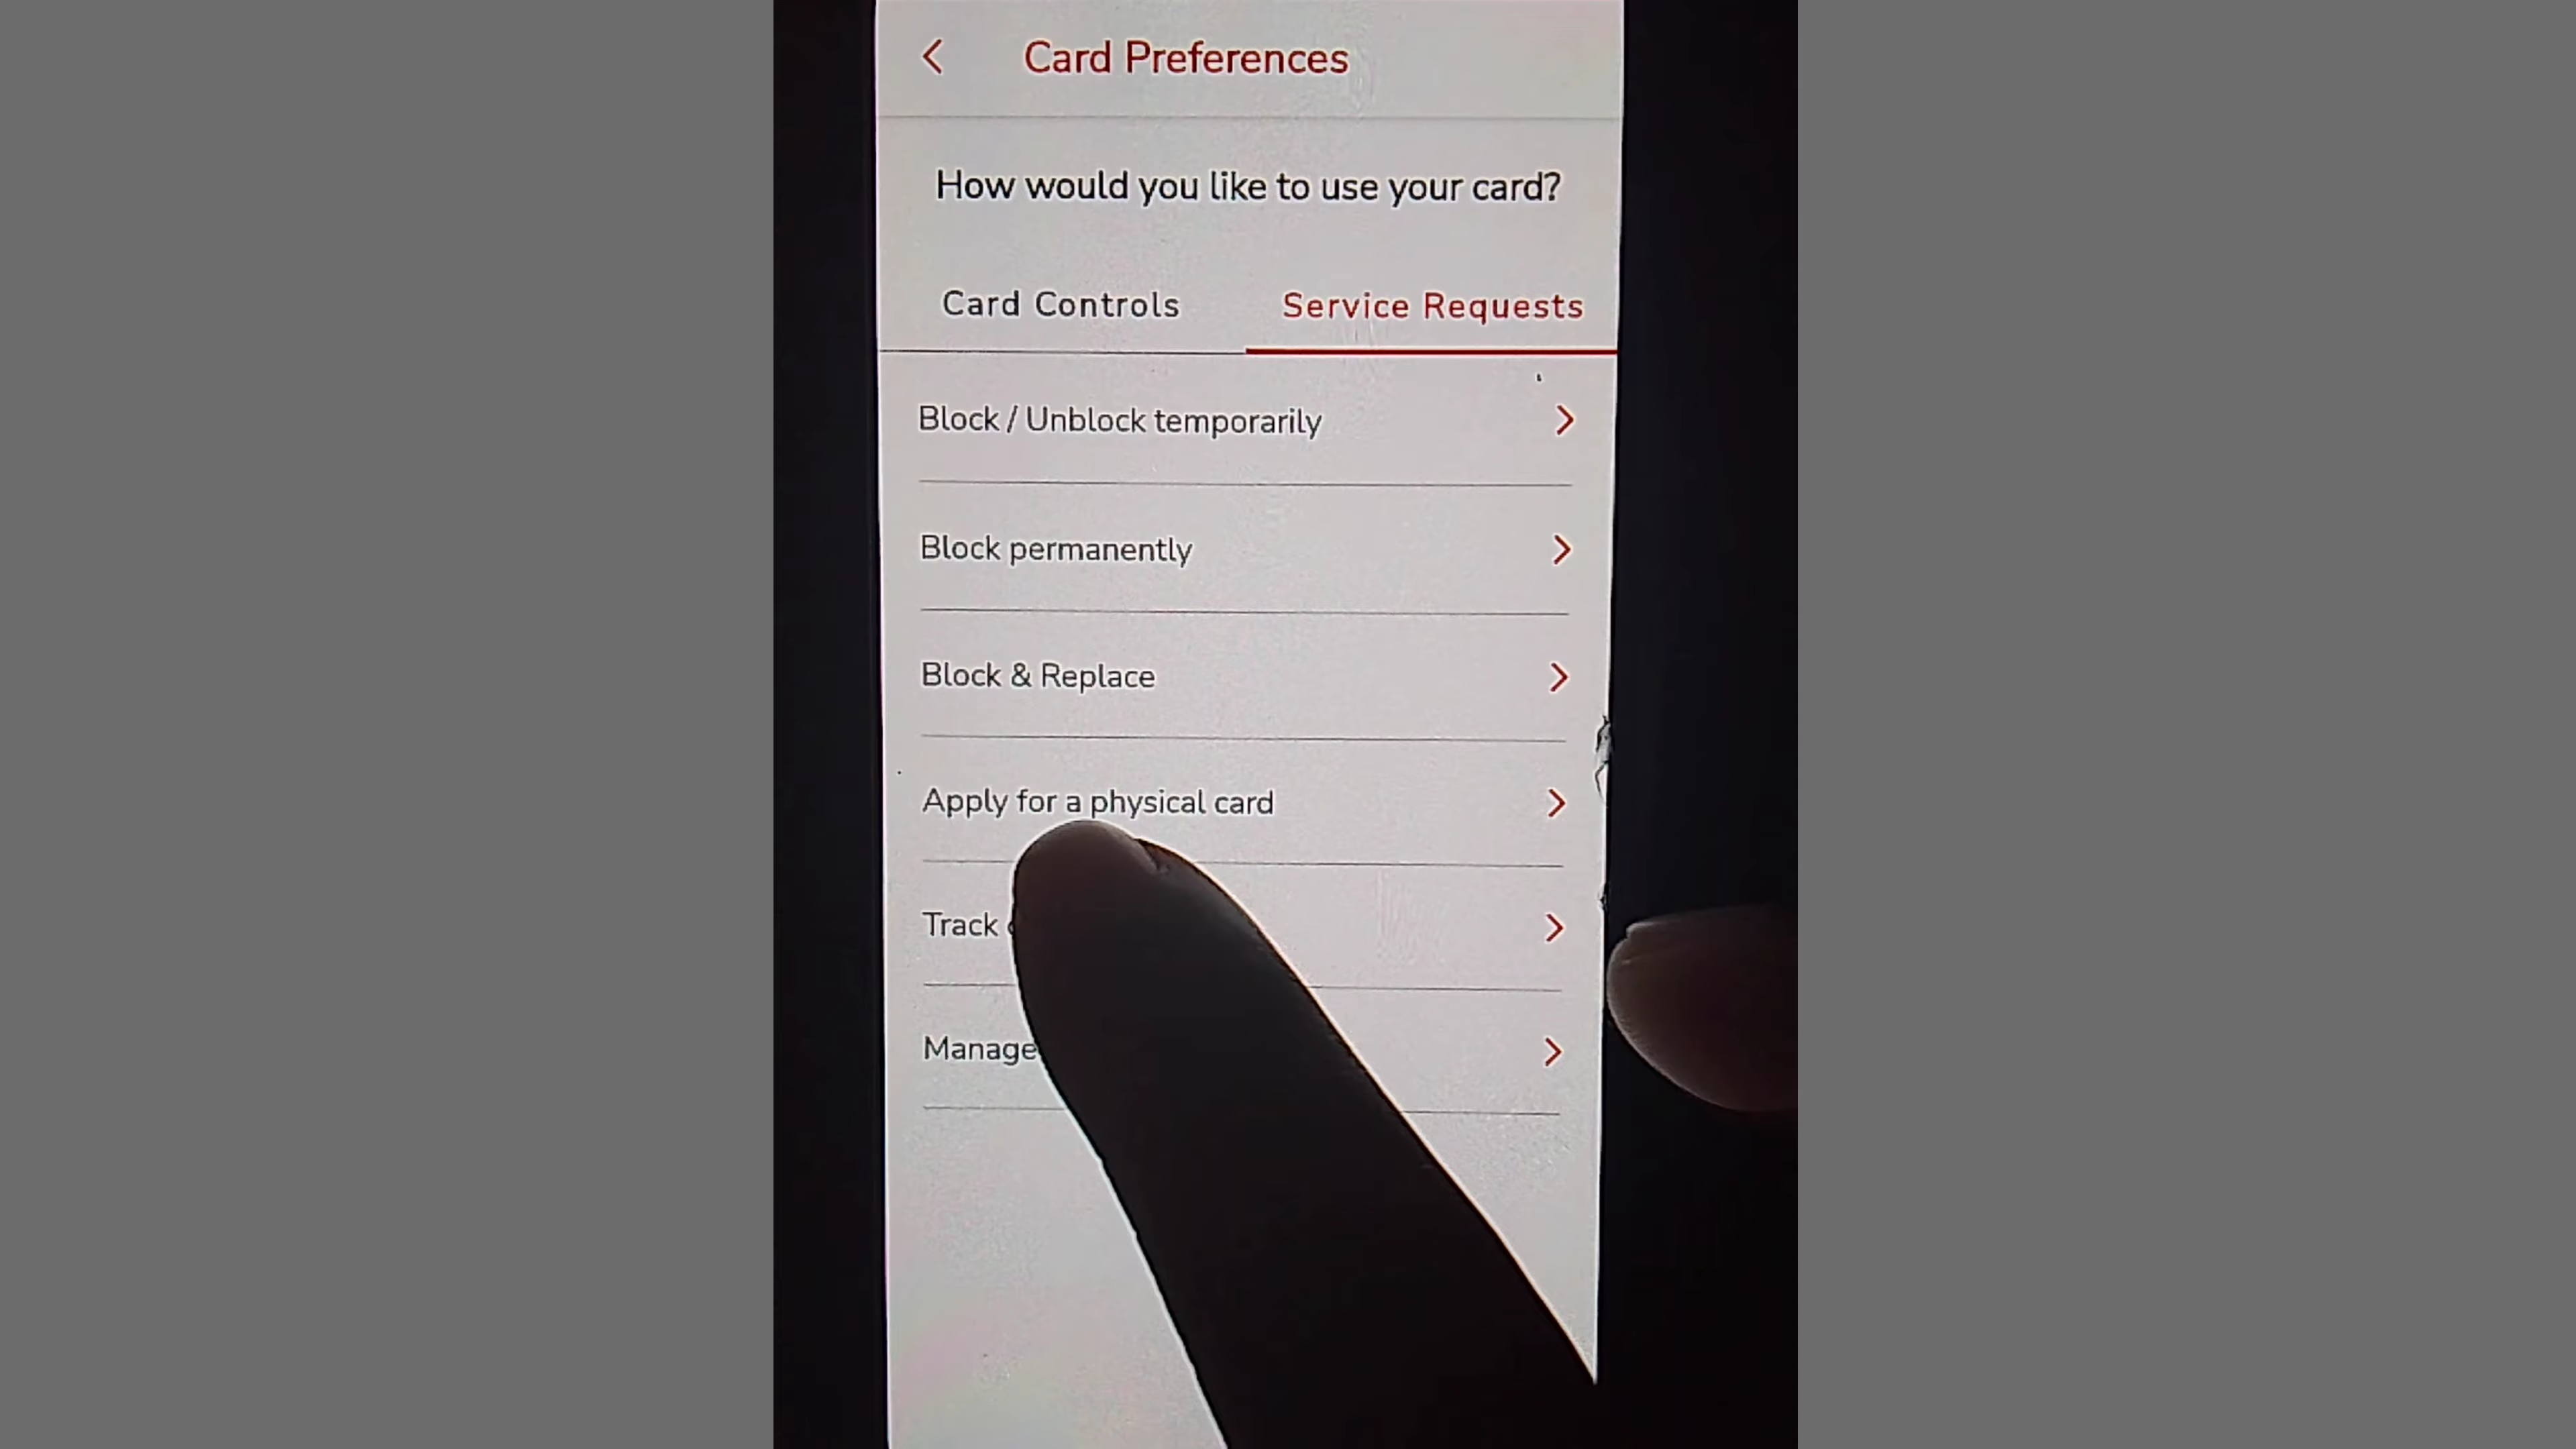 Card Preferences
How would you like to use your card?
Card Controls
Service Requests
Block / Unblock temporarily
Block permanently
Block & Replace
Apply for a physical card
Track
Manage